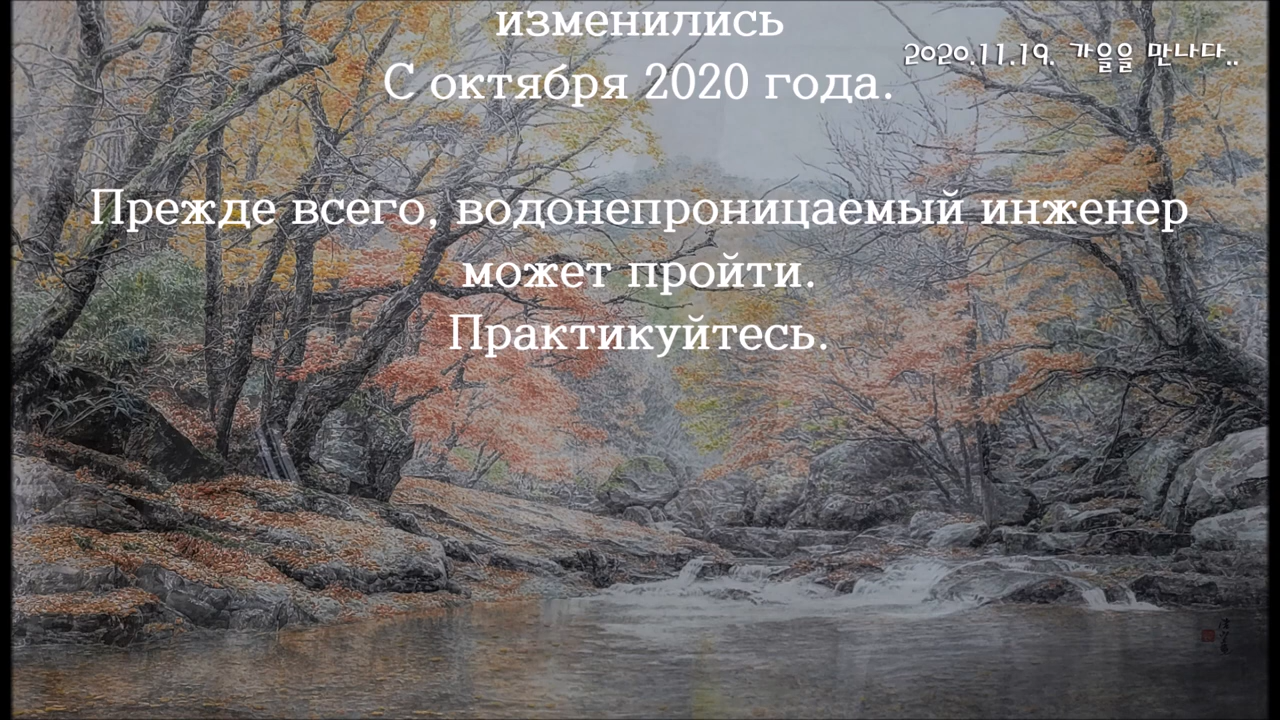 изменились
2020.11.19. 가을을 만나다..
С октября 2020 года.
Прежде всего, водонепроницаемый инженер
может пройти.
Практикуйтесь.